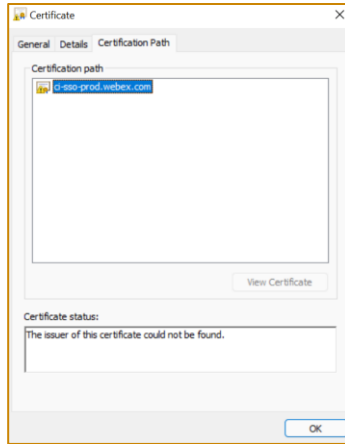 Certificate
General Details Certification Path
Certification path
ci-sso-prod.webex.com
View Certificate
Certificate status:
The issuer of this certificate could not be found.
OK